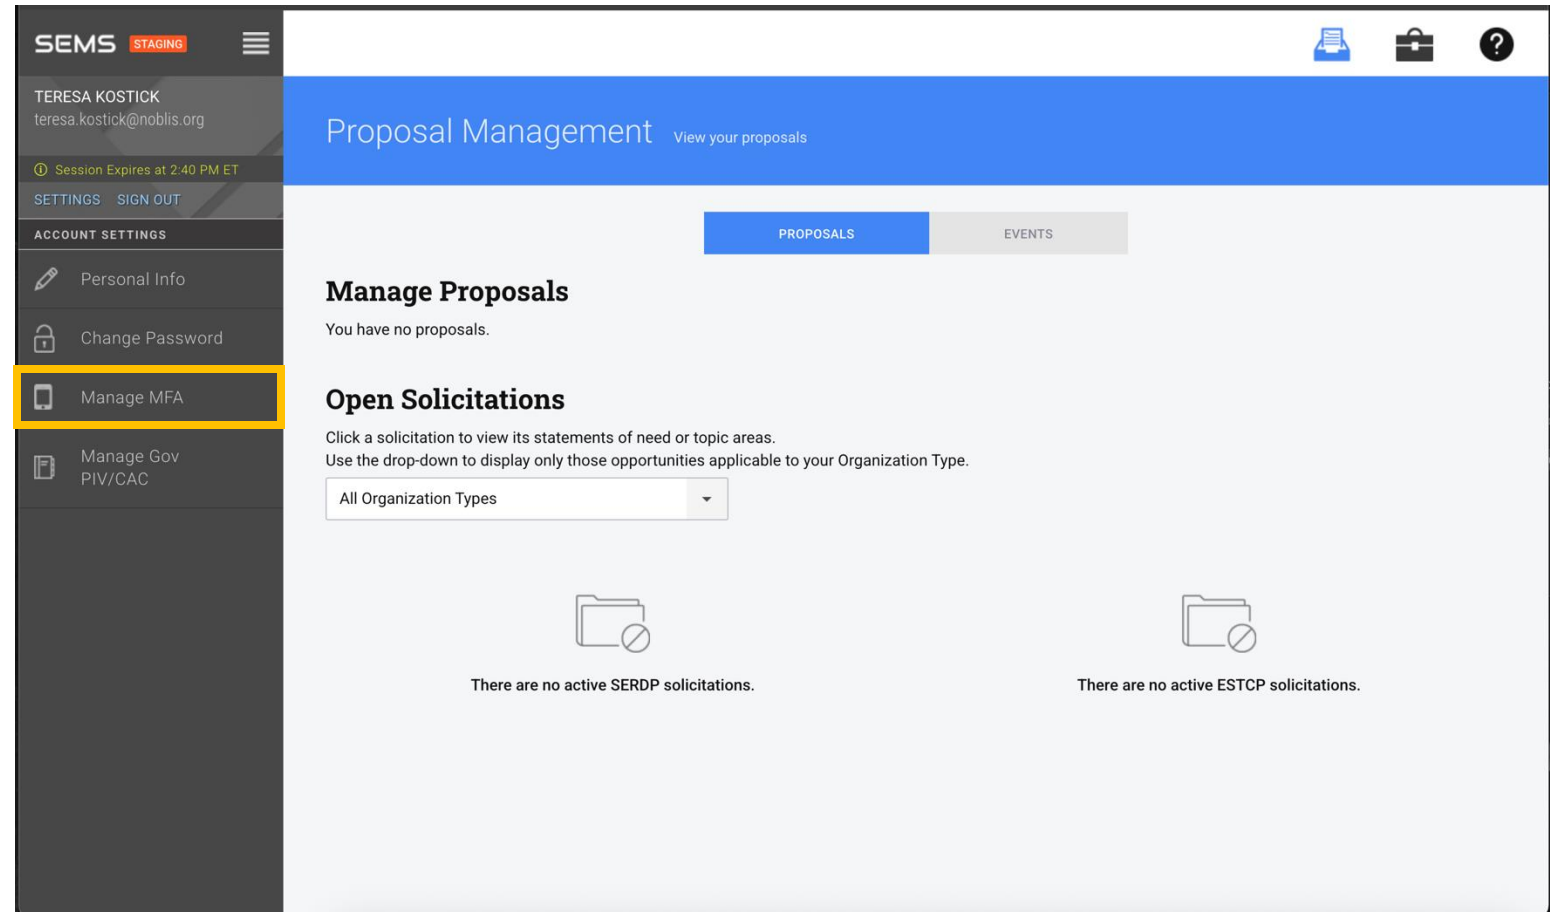 SEMS STAGING
TERESA KOSTICK
teresa.kostick@noblis.org
Session Expires at 2:40 PM ET
SETTINGS SIGN OUT
ACCOUNT SETTINGS
Personal Info
Change Password
Manage MFA
Manage Gov
PIV/CAC
?
Proposal Management View your proposals
PROPOSALS EVENTS
Manage Proposals
You have no proposals.
Open Solicitations
Click a solicitation to view its statements of need or topic areas.
Use the drop-down to display only those opportunities applicable to your Organization Type.
All Organization Types
There are no active SERDP solicitations.
There are no active ESTCP solicitations.